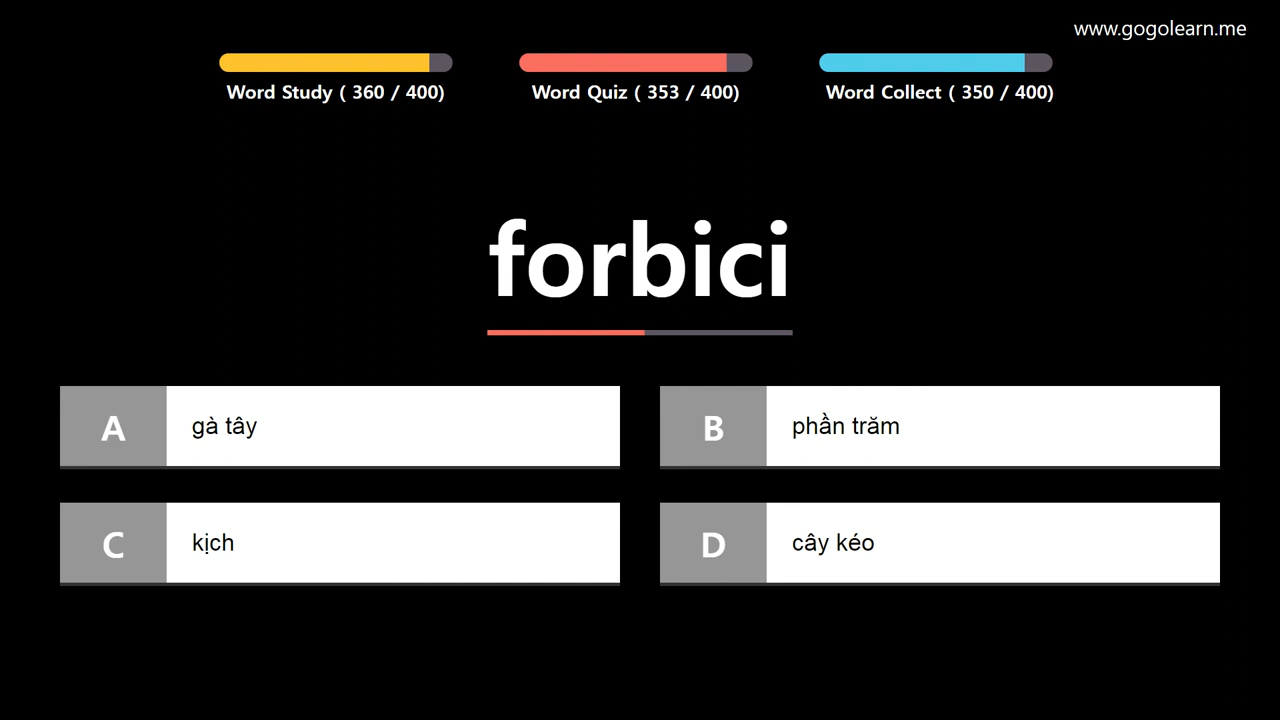 www.gogolearn.me
Word Study ( 360 / 400)
Word Quiz ( 353 / 400)
Word Collect ( 350 / 400)
forbici
A
gà tây
B
phần trăm
C
kịch
D
cây kéo